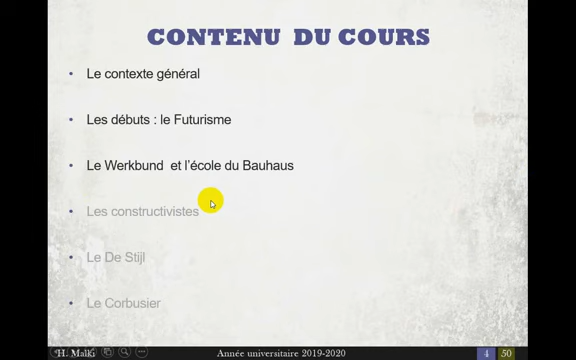 CONTENU DU COURS
• Le contexte général
• Les débuts : le Futurisme
• Le Werkbund et l'école du Bauhaus
• Les constructivistes
• Le De Stijl
• Le Corbusier
H. Malki
Année universitaire 2019-2020
4
50